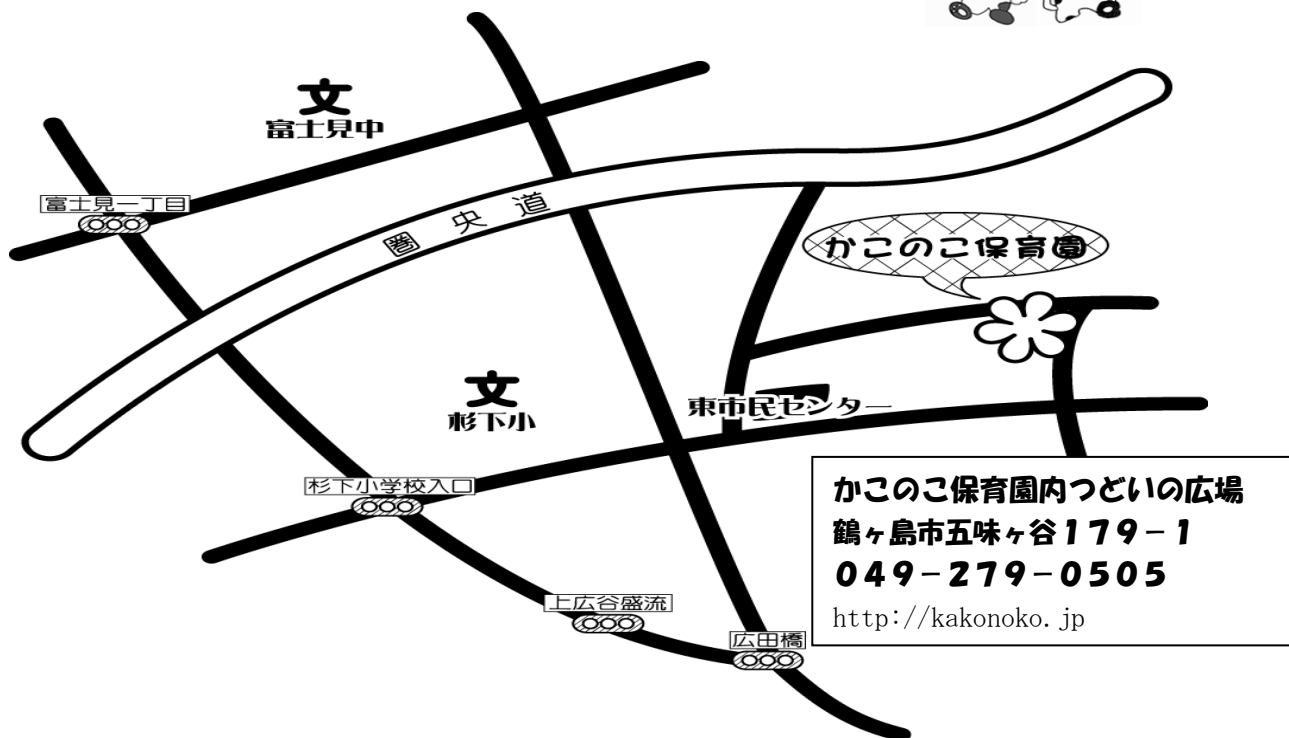 文
富士見中
富士見一丁目
圏央道
かこのこ保育園
文
杉下小
東市民センター
杉下小学校入口
上広谷盛流
広田橋
かこのこ保育園内つどいの広場
鶴ヶ島市五味ヶ谷179-1
049-279-0505
http://kakonoko.jp